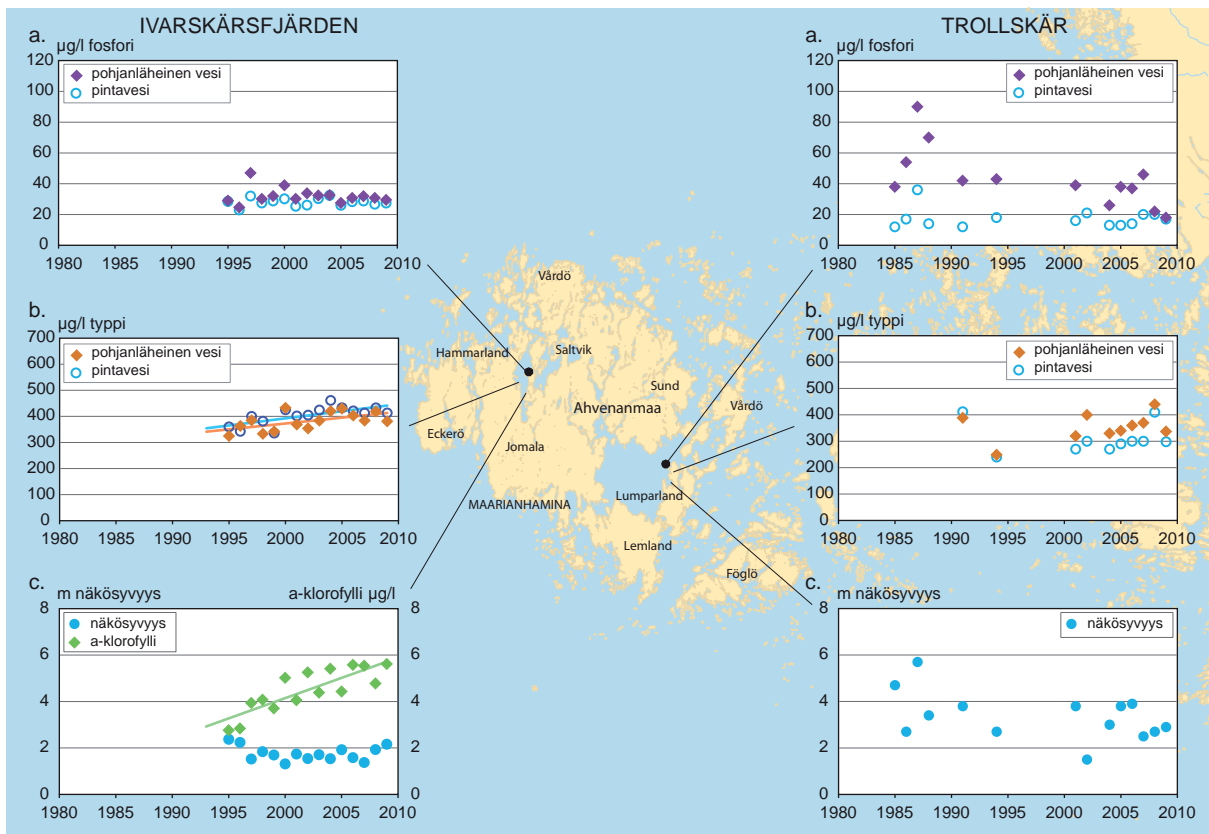 IVARSKÄRSFJÄRDEN
a. µg/l fosfori
120
100
80
60
40
20
0
pohjanläheinen vesi
pintavesi
1980 1985 1990 1995 2000 2005 2010
b. µg/l typpi
700
600
500
400
300
200
100
0
pohjanläheinen vesi
pintavesi
1980 1985 1990 1995 2000 2005 2010
c. m näkösyvyys a-klorofylli µg/l
8 8
6 6
4 4
2 2
0 0
näkösyvyys
a-klorofylli
1980 1985 1990 1995 2000 2005 2010
Vårdö
Hammarland
Saltvik
Sund
Ahvenanmaa
Vårdö
Eckerö
Jomala
MAARIANHAMINA
Lumparland
Lemland
Föglö
TROLLSKÄR
a. µg/l fosfori
120
100
80
60
40
20
0
pohjanläheinen vesi
pintavesi
1980 1985 1990 1995 2000 2005 2010
b. µg/l typpi
700
600
500
400
300
200
100
0
pohjanläheinen vesi
pintavesi
1980 1985 1990 1995 2000 2005 2010
c. m näkösyvyys
8
6
4
2
0
näkösyvyys
1980 1985 1990 1995 2000 2005 2010